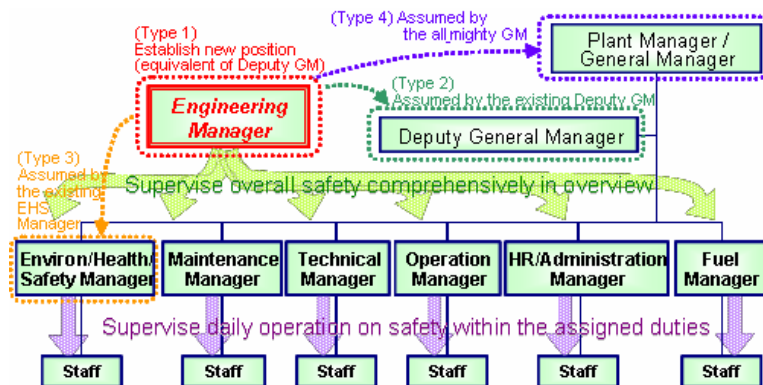 (Type 1)
Establish new position
(equivalent of Deputy GM)
(Type 4) Assumed by
the all mighty GM
Plant Manager /
General Manager
Engineering
Manager
(Type 2)
Assumed by the existing Deputy GM
Deputy General Manager
(Type 3)
Assumed by
the existing
EHS
Manager
Supervise overall safety comprehensively in overview
Environ/Health/
Safety Manager
Maintenance
Manager
Technical
Manager
Operation
Manager
HR/Administration
Manager
Fuel
Manager
Supervise daily operation on safety within the assigned duties
Staff
Staff
Staff
Staff
Staff
Staff